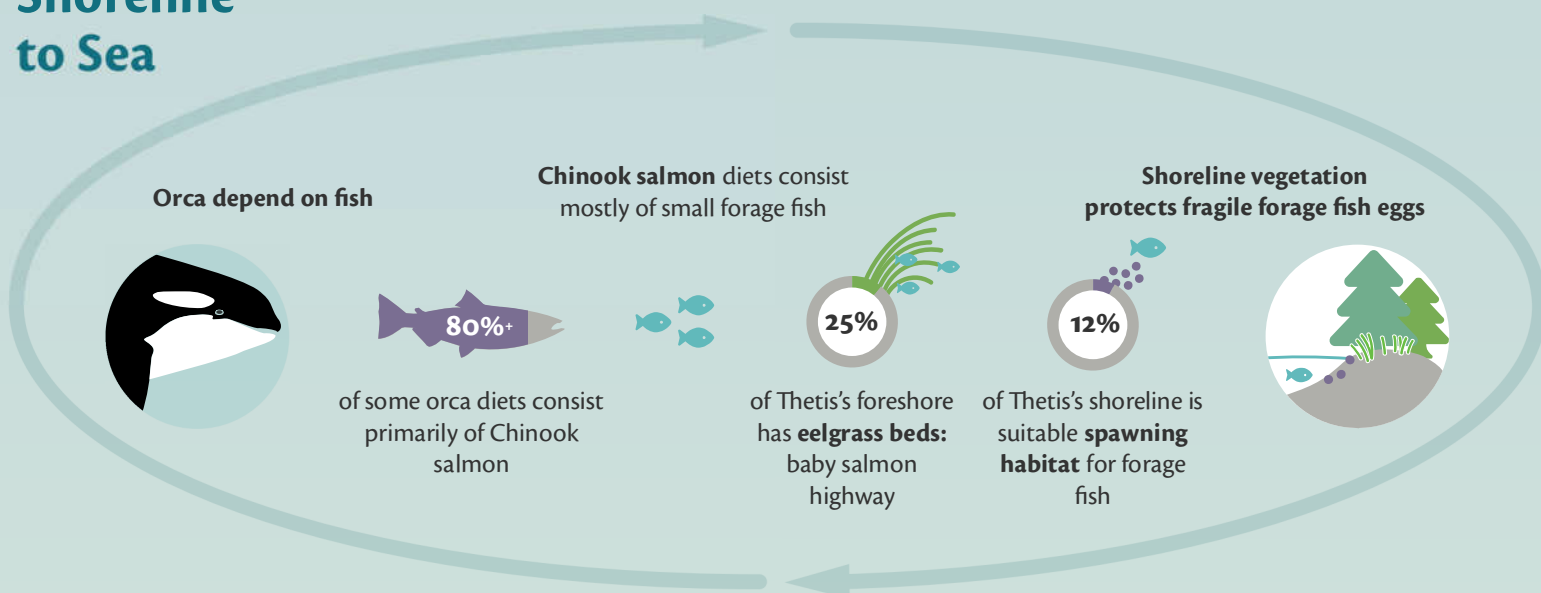 Shoreline
to Sea
Orca depend on fish
80%+
of some orca diets consist
primarily of Chinook
salmon
Chinook salmon diets consist
mostly of small forage fish
25%
of Thetis's foreshore
has eelgrass beds:
baby salmon
highway
12%
of Thetis's shoreline is
suitable spawning
habitat for forage
fish
Shoreline vegetation
protects fragile forage fish eggs